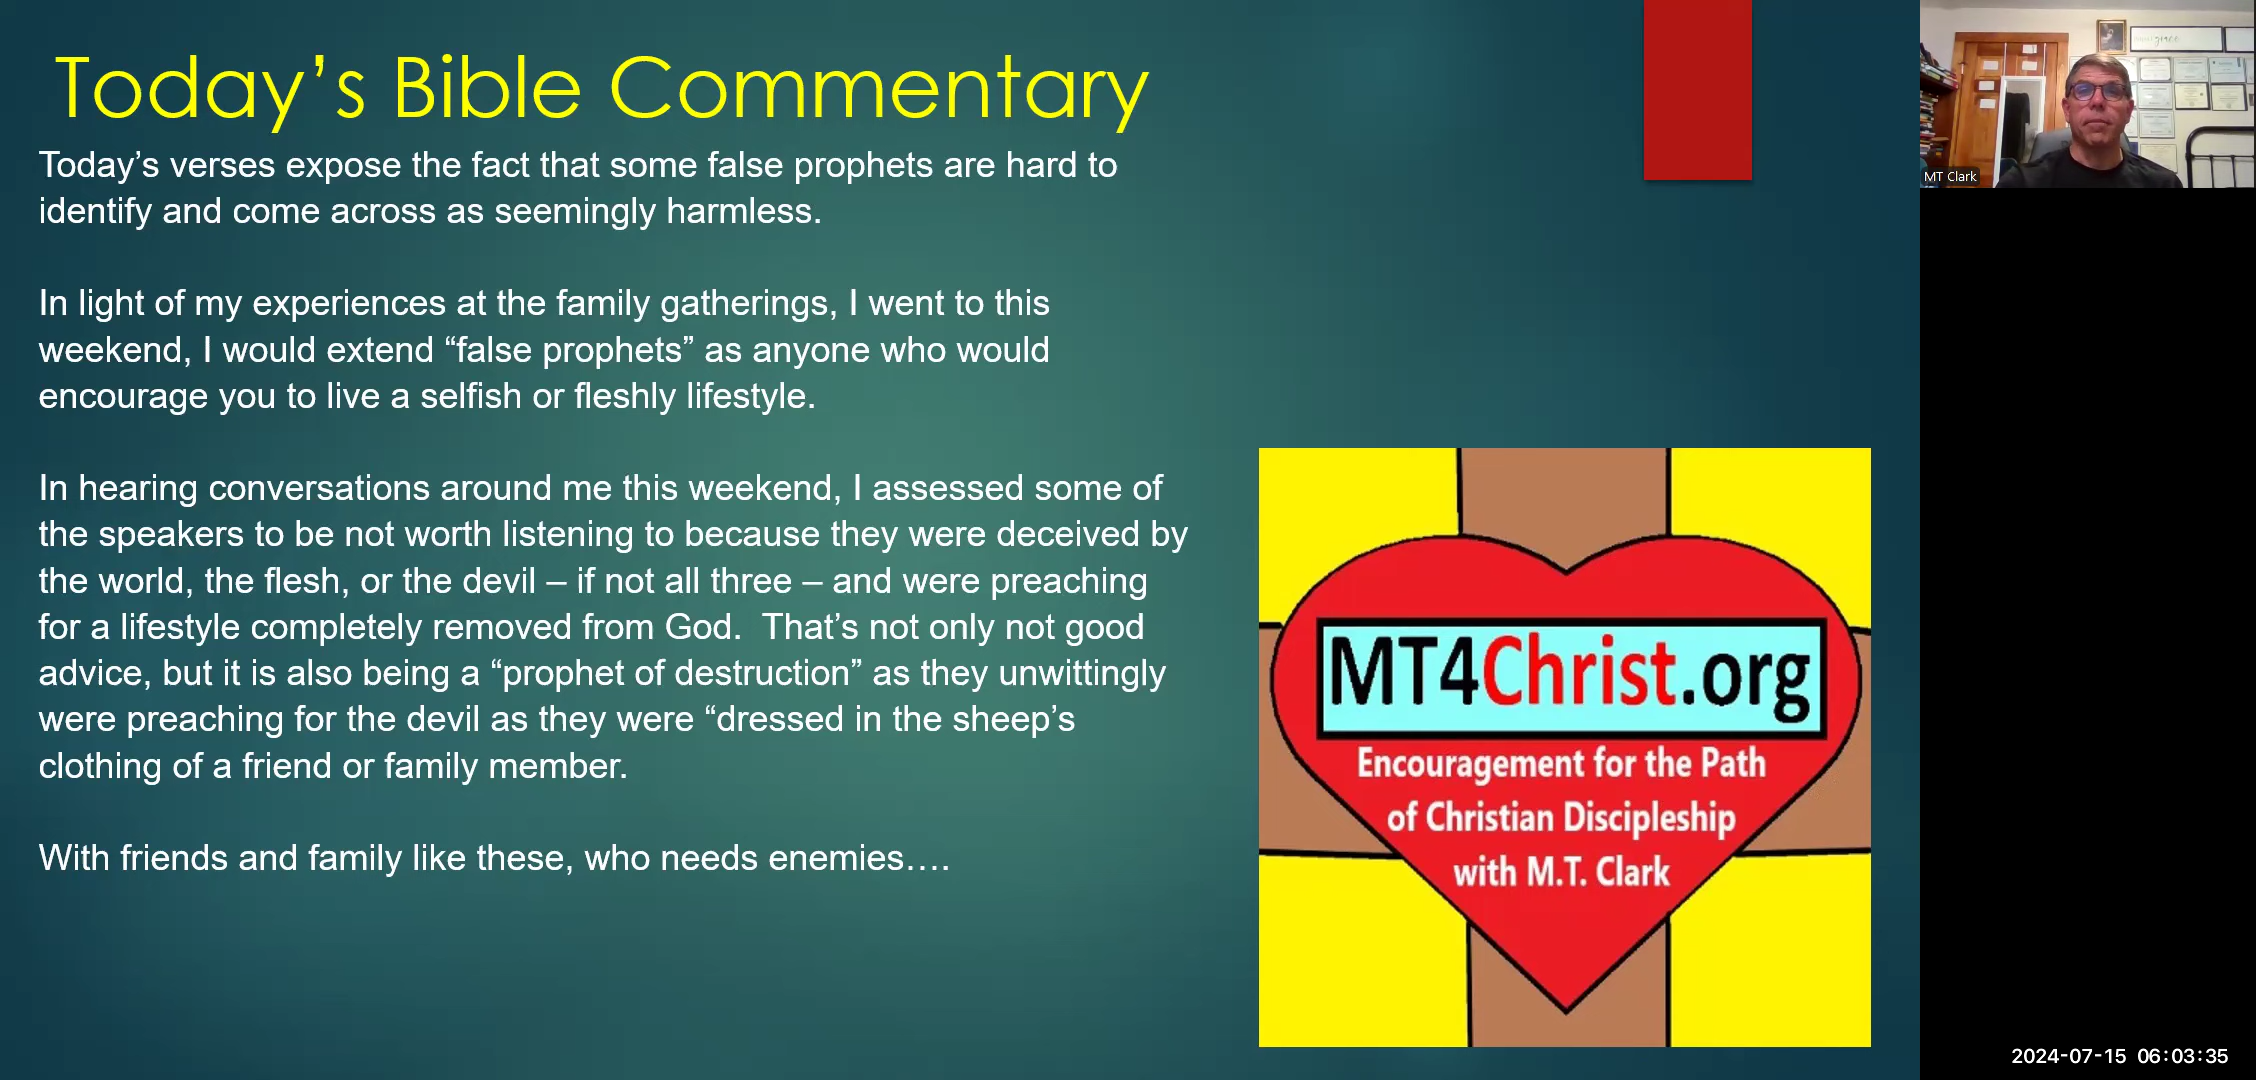 Today’s Bible Commentary
Today’s verses expose the fact that some false prophets are hard to
identify and come across as seemingly harmless.
In light of my experiences at the family gatherings, I went to this
weekend, I would extend “false prophets” as anyone who would
encourage you to live a selfish or fleshly lifestyle.
In hearing conversations around me this weekend, I assessed some of
the speakers to be not worth listening to because they were deceived by
the world, the flesh, or the devil – if not all three – and were preaching
for a lifestyle completely removed from God.  That’s not only not good
advice, but it is also being a “prophet of destruction” as they unwittingly
were preaching for the devil as they were “dressed in the sheep’s
clothing of a friend or family member.
With friends and family like these, who needs enemies….
MT4Christ.org
Encouragement for the Path
of Christian Discipleship
with M.T. Clark
MT Clark
2024-07-15 06:03:35